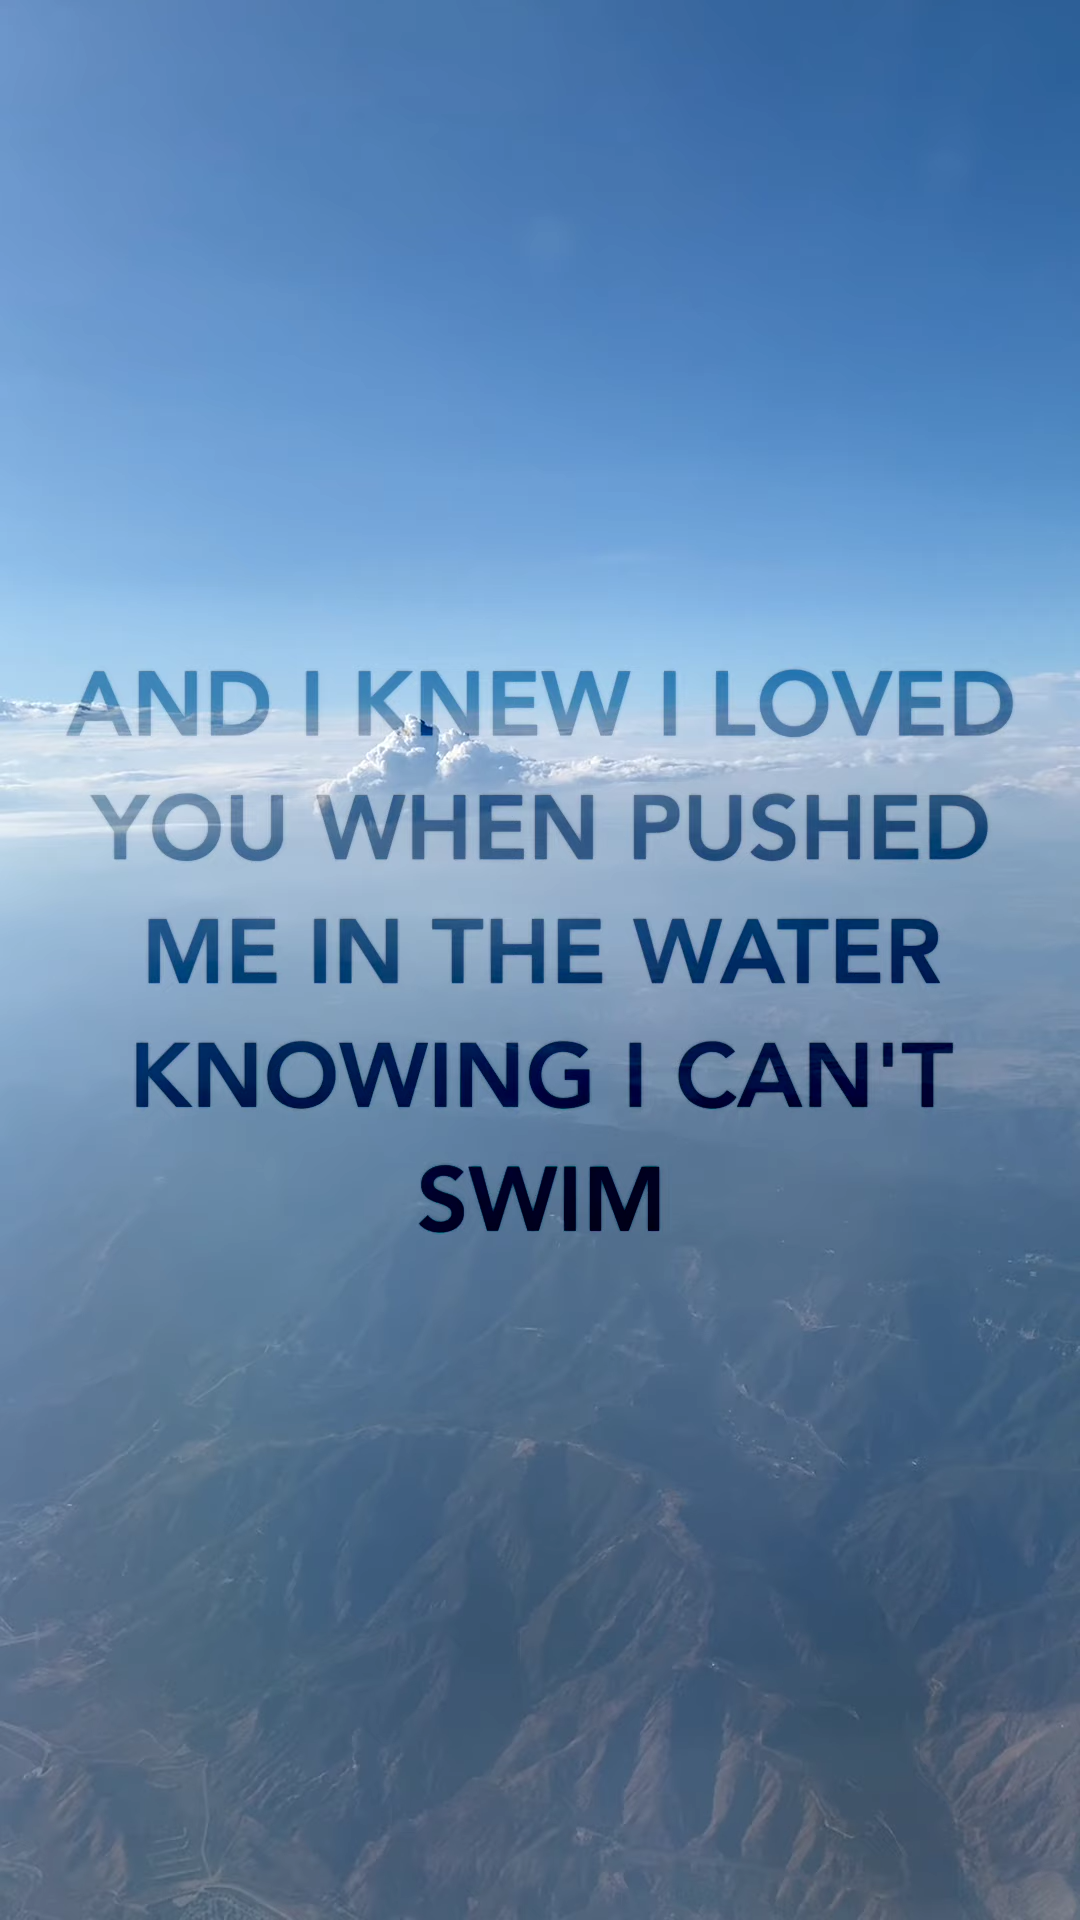 AND I KNEW I LOVED
YOU WHEN PUSHED
ME IN THE WATER
KNOWING I CAN'T
SWIM